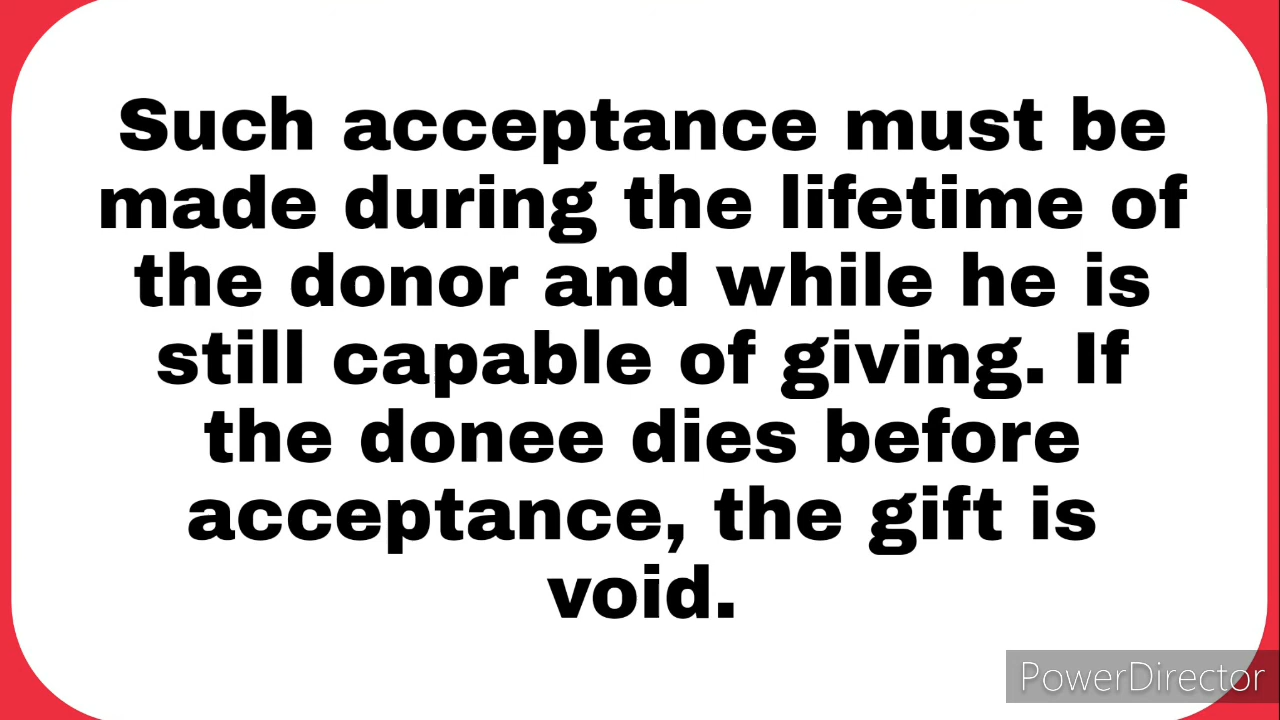 Such acceptance must be
made during the lifetime of
the donor and while he is
still capable of giving. If
the donee dies before
acceptance, the gift is
void.
PowerDirector